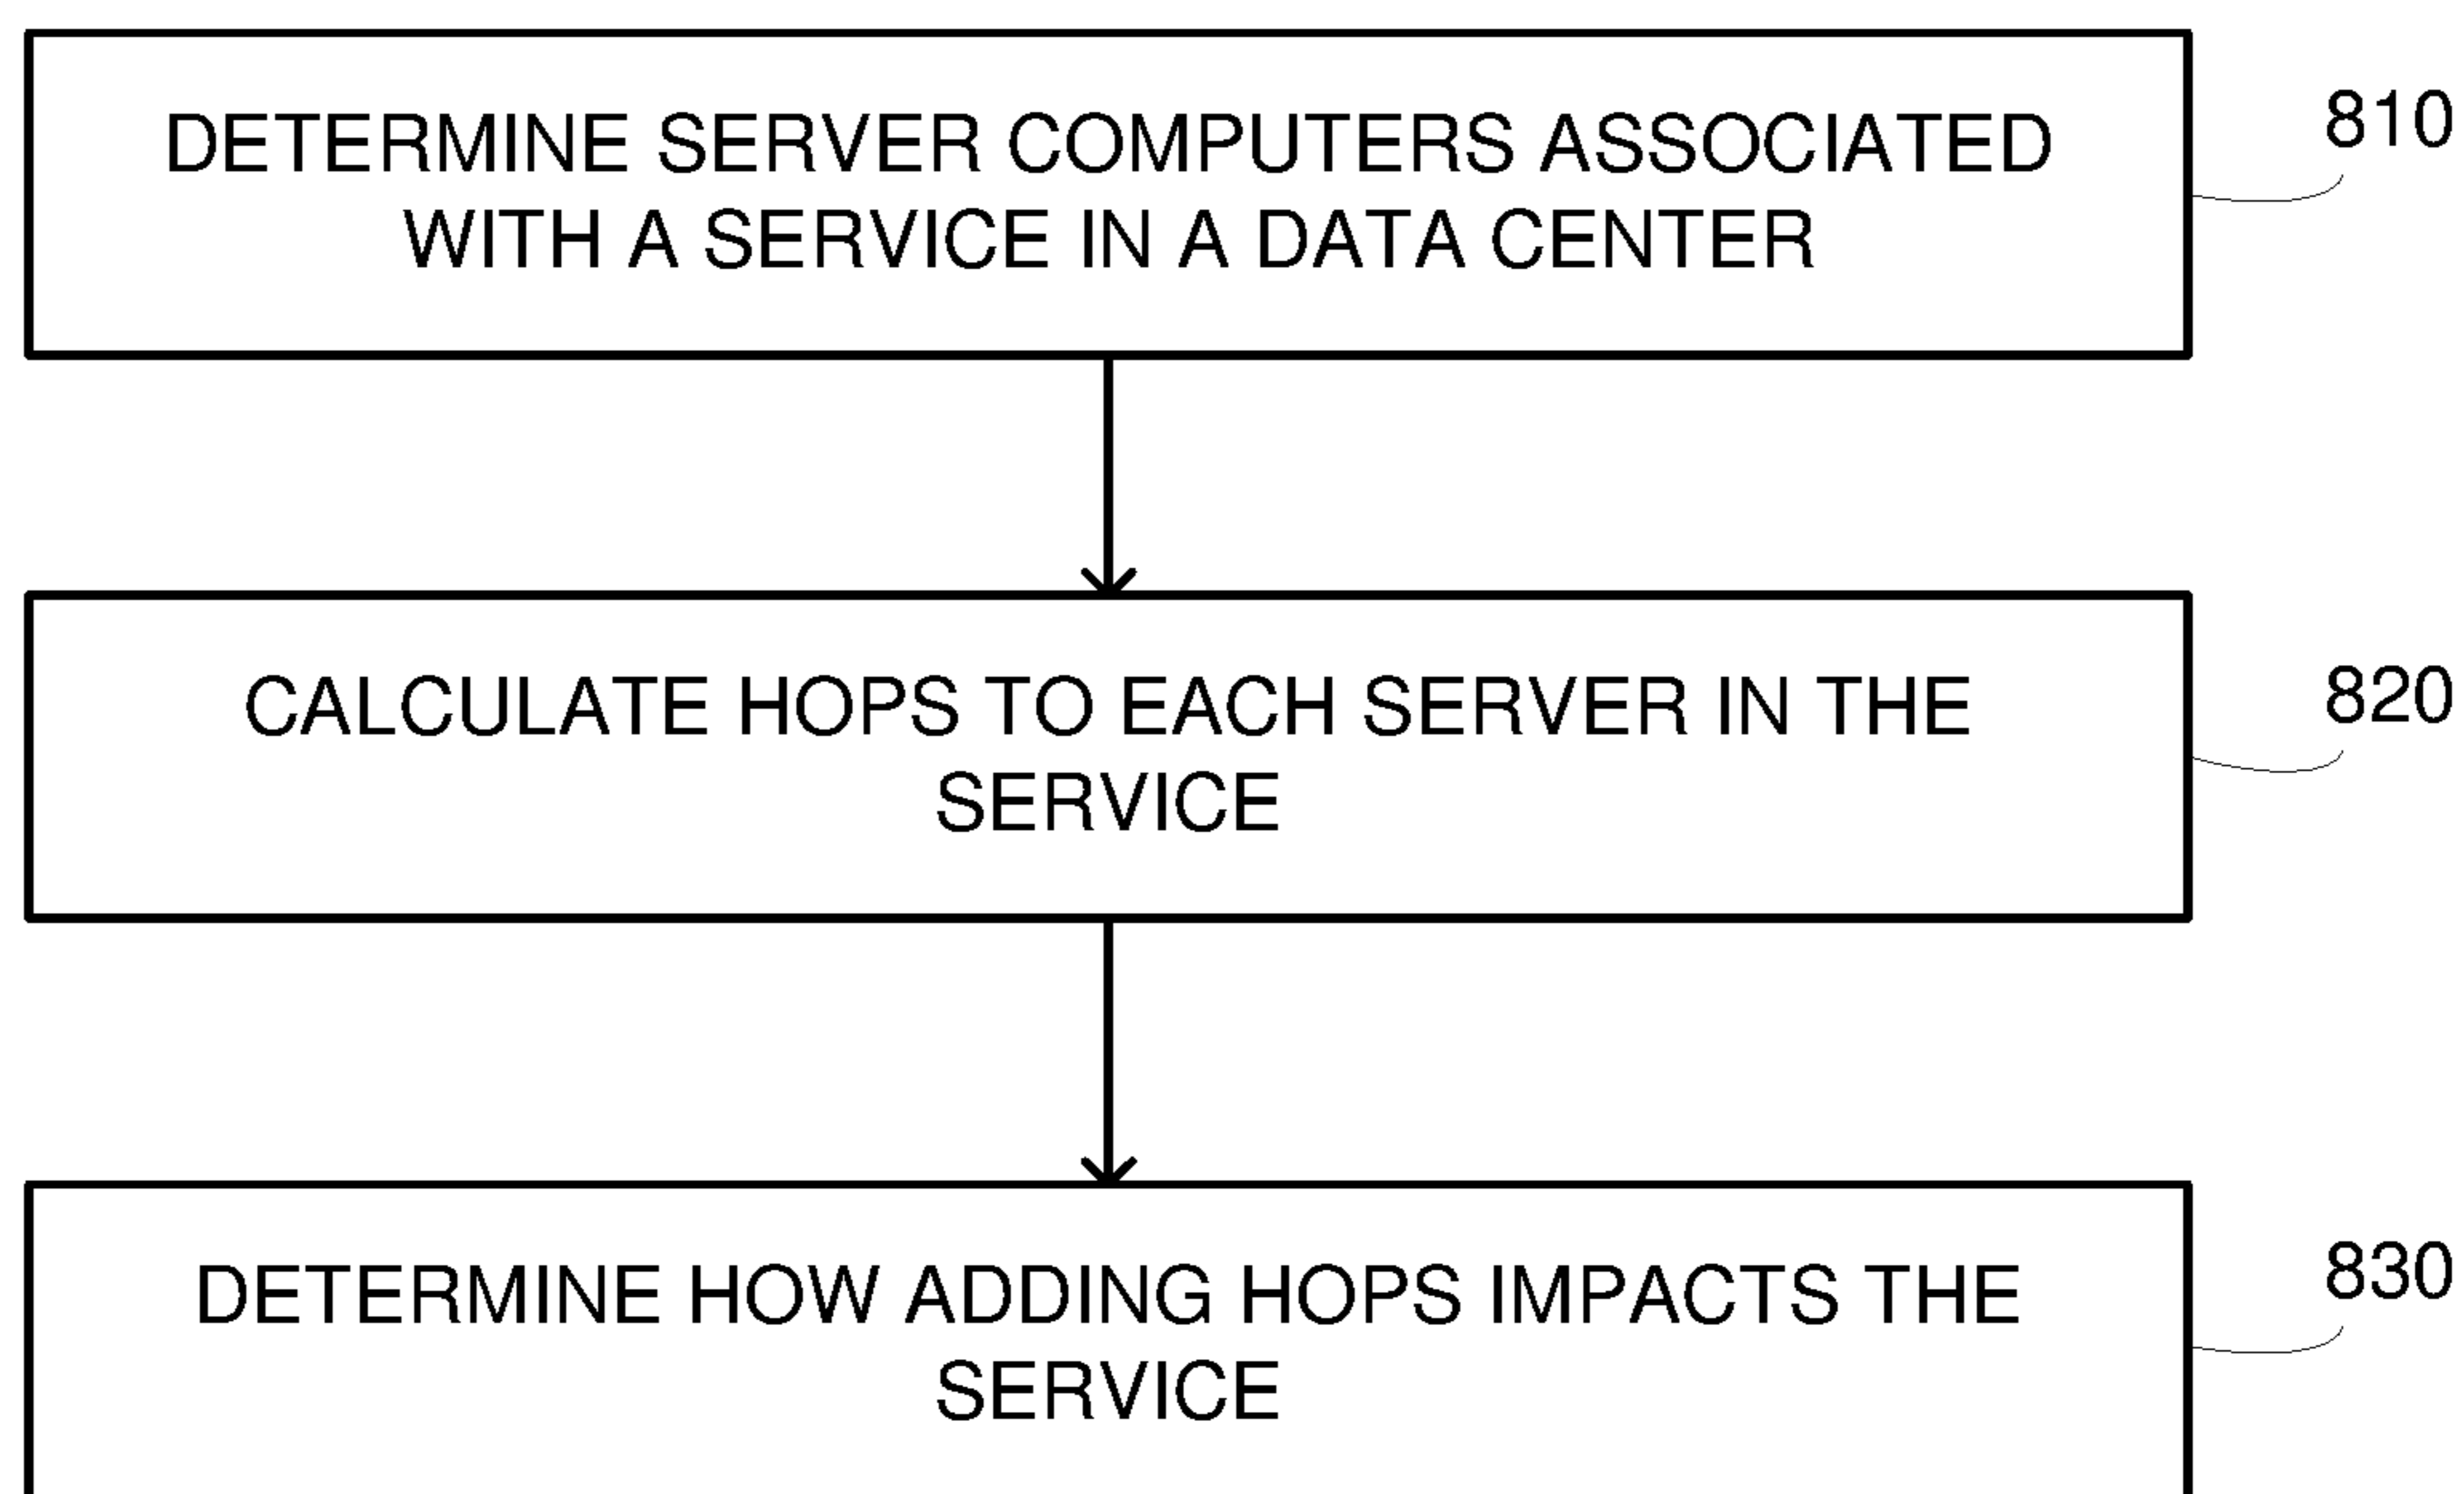 DETERMINE SERVER COMPUTERS ASSOCIATED
WITH A SERVICE IN A DATA CENTER
810
CALCULATE HOPS TO EACH SERVER IN THE
SERVICE
820
DETERMINE HOW ADDING HOPS IMPACTS THE
SERVICE
830